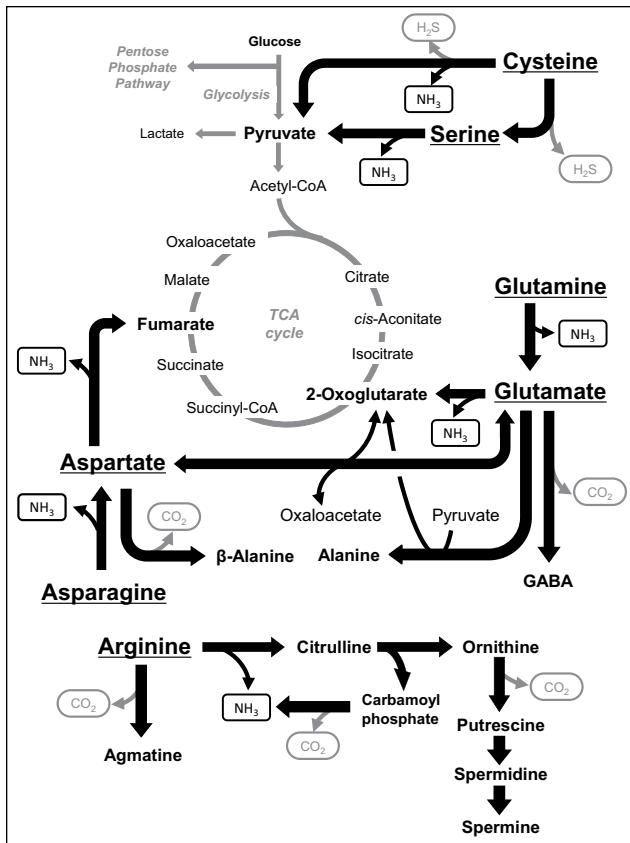 H2S
Glucose
Pentose
Phosphate
Pathway
Cysteine
Glycolysis
NH3
Lactate
Pyruvate
Serine
NH3
H2S
Acetyl-CoA
Oxaloacetate
Malate
Citrate
Glutamine
Fumarate
TCA
cycle
cis-Aconitate
NH3
NH3
Isocitrate
Succinate
2-Oxoglutarate
Glutamate
Succinyl-CoA
NH3
Aspartate
CO2
NH3
CO2
Oxaloacetate
Pyruvate
β-Alanine
Alanine
GABA
Asparagine
Arginine
Citrulline
Ornithine
CO2
NH3
Carbamoyl
phosphate
CO2
CO2
Putrescine
Agmatine
Spermidine
Spermine